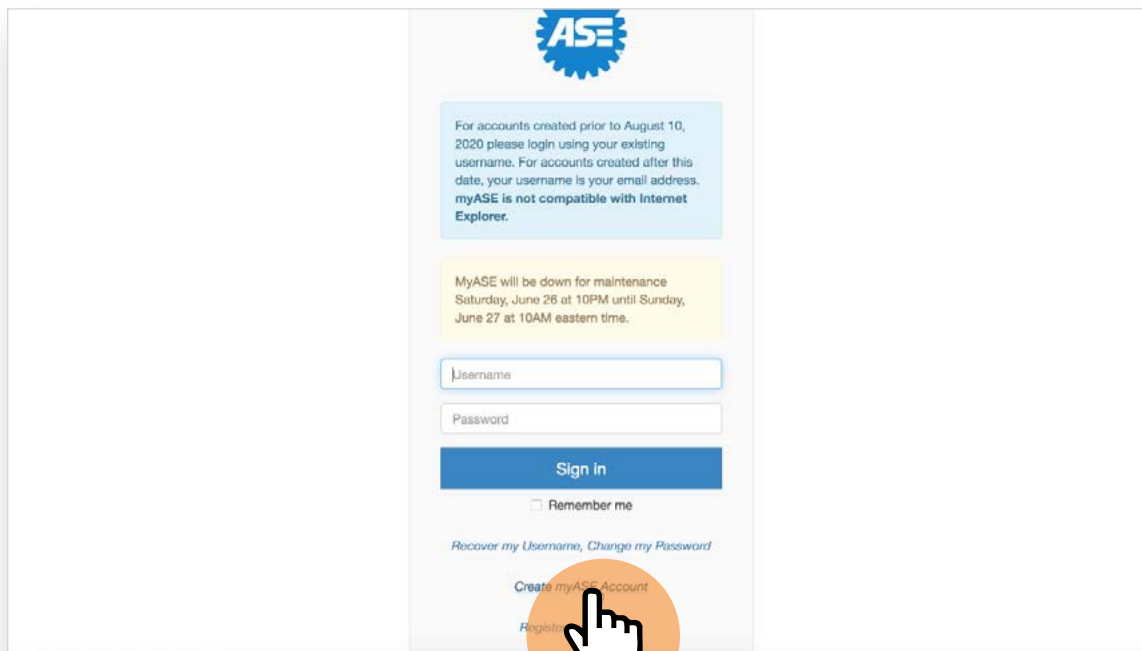 ASE
For accounts created prior to August 10,
2020 please login using your existing
username. For accounts created after this
date, your username is your email address.
myASE is not compatible with Internet
Explorer.
MyASE will be down for maintenance
Saturday, June 26 at 10PM until Sunday,
June 27 at 10AM eastern time.
Username
Password
Sign in
Remember me
Recover my Username, Change my Password
Create myASE Account